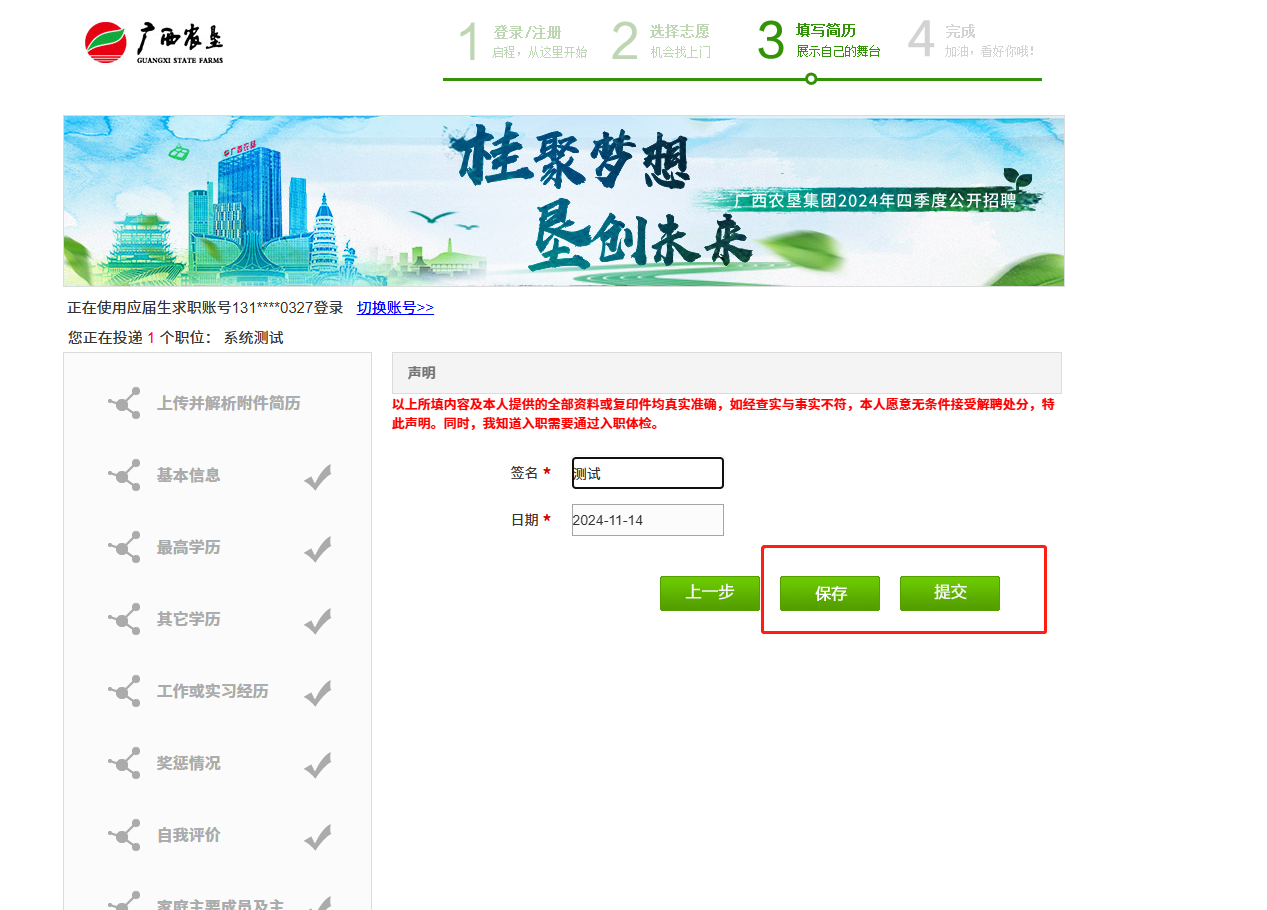 广西农垦
GUANGXI STATE FARMS
1 登录/注册
启程，从这里开始
2 选择志愿
机会找上门
3 填写简历
展示自己的舞台
4 完成
加油，看好你哦！
广西农垦
桂聚梦想
垦创未来
广西农垦集团2024年四季度公开招聘
正在使用应届生求职账号131****0327登录 切换账号>>
您正在投递 1 个职位： 系统测试
上传并解析附件简历
基本信息
最高学历
其它学历
工作或实习经历
奖惩情况
自我评价
家庭主要成员及主
声明
以上所填内容及本人提供的全部资料或复印件均真实准确，如经查实与事实不符，本人愿意无条件接受解聘处分，特
此声明。同时，我知道入职需要通过入职体检。
签名 * 测试
日期 * 2024-11-14
上一步 保存 提交